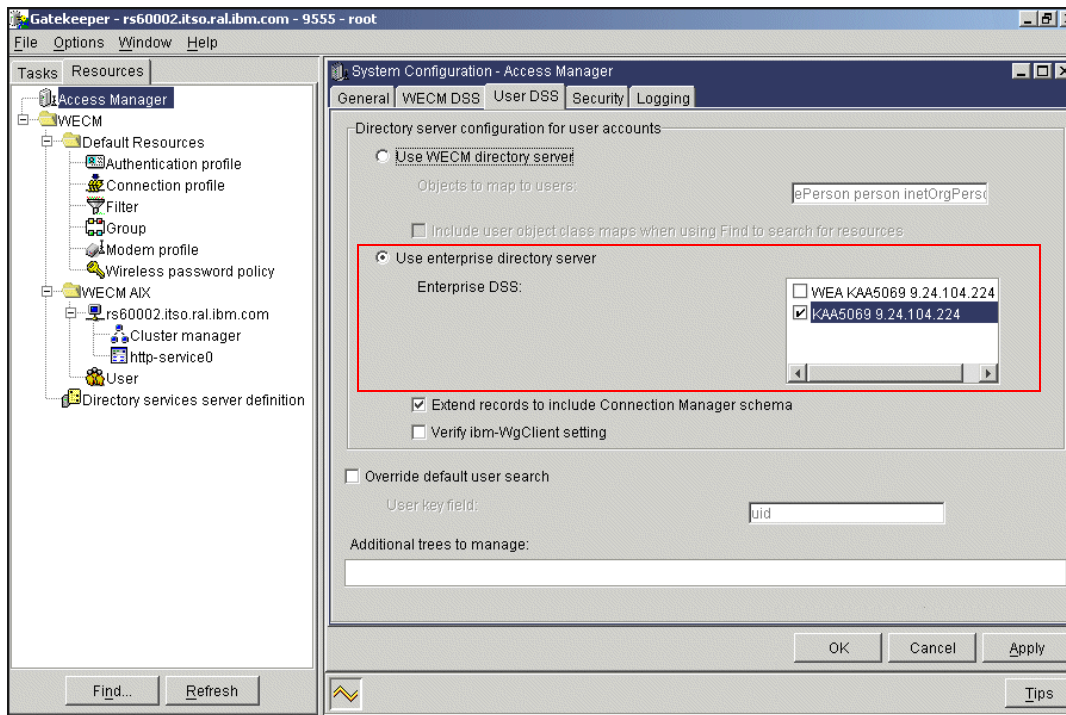 Gatekeeper - rs60002.itso.ral.ibm.com - 9555 - root
File Options Window Help
Tasks Resources
Access Manager
WECM
Default Resources
Authentication profile
Connection profile
Filter
Group
Modem profile
Wireless password policy
WECM AIX
rs60002.itso.ral.ibm.com
Cluster manager
http-service0
User
Directory services server definition
Find... Refresh
System Configuration - Access Manager
General WECM DSS User DSS Security Logging
Directory server configuration for user accounts
Use WECM directory server
Objects to map to users: ePerson person inetOrgPerso
Include user object class maps when using Find to search for resources
Use enterprise directory server
Enterprise DSS: WEA KAA5069 9.24.104.224
KAA5069 9.24.104.224
Extend records to include Connection Manager schema
Verify ibm-WgClient setting
Override default user search
User key field: uid
Additional trees to manage:
OK Cancel Apply
Tips